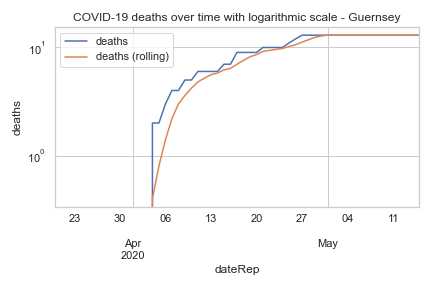 COVID-19 deaths over time with logarithmic scale - Guernsey
deaths
deaths (rolling)
10¹
10⁰
deaths
23 30 06 13 20 27 04 11
Apr May
2020
dateRep